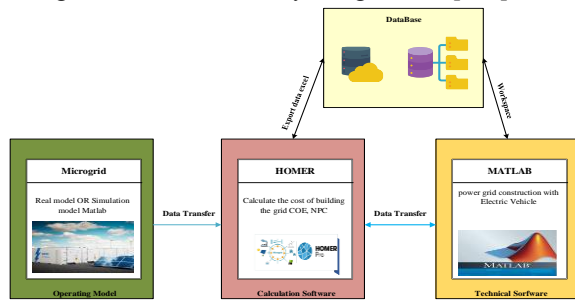 DataBase
Export data excel
Workspace
Microgrid
Real model OR Simulation
model Matlab
Operating Model
Data Transfer
HOMER
Calculate the cost of building
the grid COE, NPC
HOMER
Pro
Calculation Software
Data Transfer
MATLAB
power grid construction with
Electric Vehicle
MATLAB
Technical Sorfware